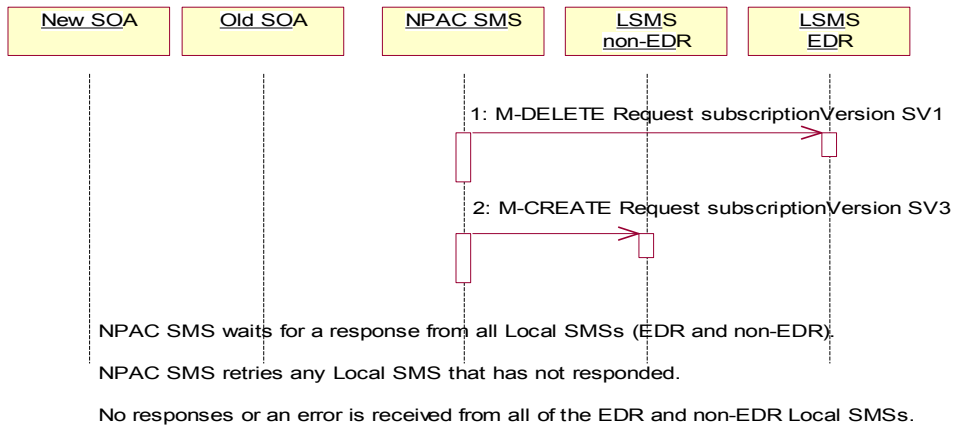 New SOA
Old SOA
NPAC SMS
LSMS
non-EDR
LSMS
EDR
1: M-DELETE Request subscriptionVersion SV1
2: M-CREATE Request subscriptionVersion SV3
NPAC SMS waits for a response from all Local SMSs (EDR and non-EDR).
NPAC SMS retries any Local SMS that has not responded.
No responses or an error is received from all of the EDR and non-EDR Local SMSs.